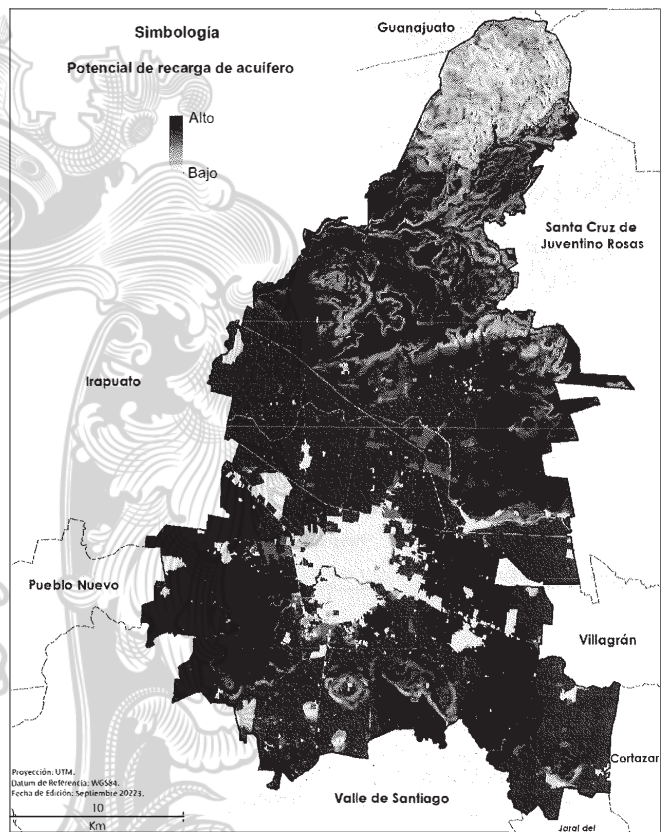 Simbología
Potencial de recarga de acuífero
Alto
Bajo
Guanajuato
Santa Cruz de
Juventino Rosas
Irapuato
Pueblo Nuevo
Villagrán
Cortazar
Valle de Santiago
Jaral del
Proyección: UTM.
Datum de Referencia: WGS84.
Fecha de Edición: Septiembre 20223.
10
Km